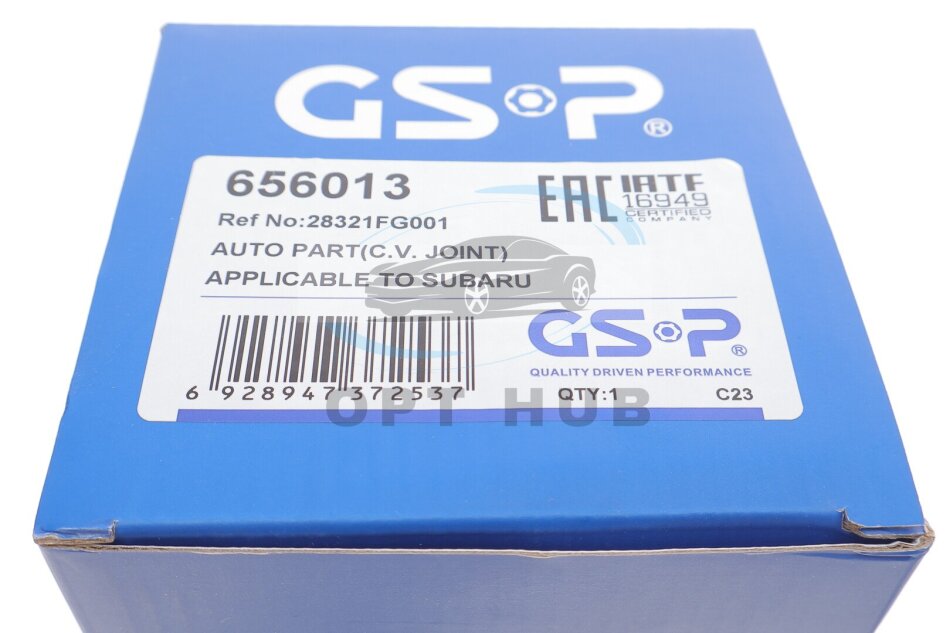 GSP®
656013
EAC
IATF
16949
CERTIFIED
COMPANY
Ref No:28321FG001
AUTO PART(C.V. JOINT)
APPLICABLE TO SUBARU
GSP®
QUALITY DRIVEN PERFORMANCE
6 928947 372537
QTY:1 C23
OPT HUB